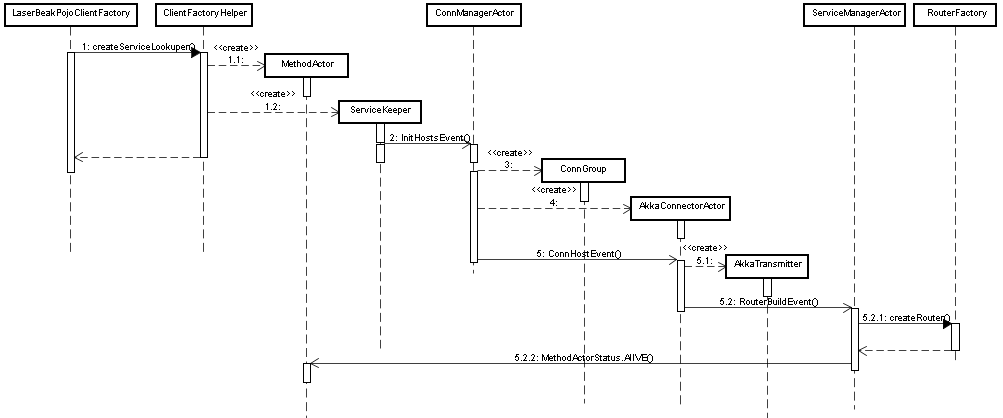 LaserBeakPojoClientFactory
ClientFactoryHelper
ConnManagerActor
ServiceManagerActor
RouterFactory
1: createServiceLookuper()
<<create>>
1.1:
MethodActor
<<create>>
1.2:
ServiceKeeper
2: InitHostsEvent()
<<create>>
3:
ConnGroup
<<create>>
4:
AkkaConnectorActor
5: ConnHostEvent()
<<create>>
5.1:
AkkaTransmitter
5.2: RouterBuildEvent()
5.2.1: createRouter()
5.2.2: MethodActorStatus.AlIVE()